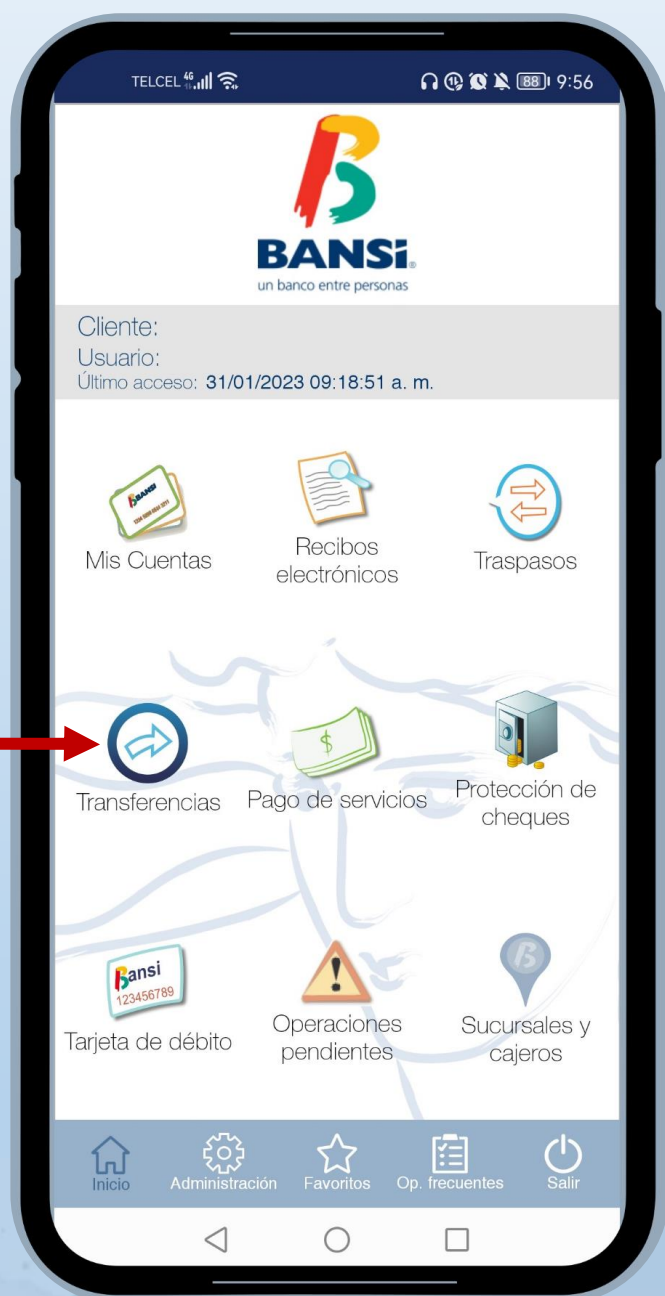 TELCEL 4G 88 9:56
BANSÍ®
un banco entre personas
Cliente:
Usuario:
Último acceso: 31/01/2023 09:18:51 a. m.
BANSÍ
Mis Cuentas
Recibos
electrónicos
Traspasos
$
Transferencias
Pago de servicios
Protección de
cheques
Bansi
123456789
Tarjeta de débito
Operaciones
pendientes
Sucursales y
cajeros
Inicio
Administración
Favoritos
Op. frecuentes
Salir